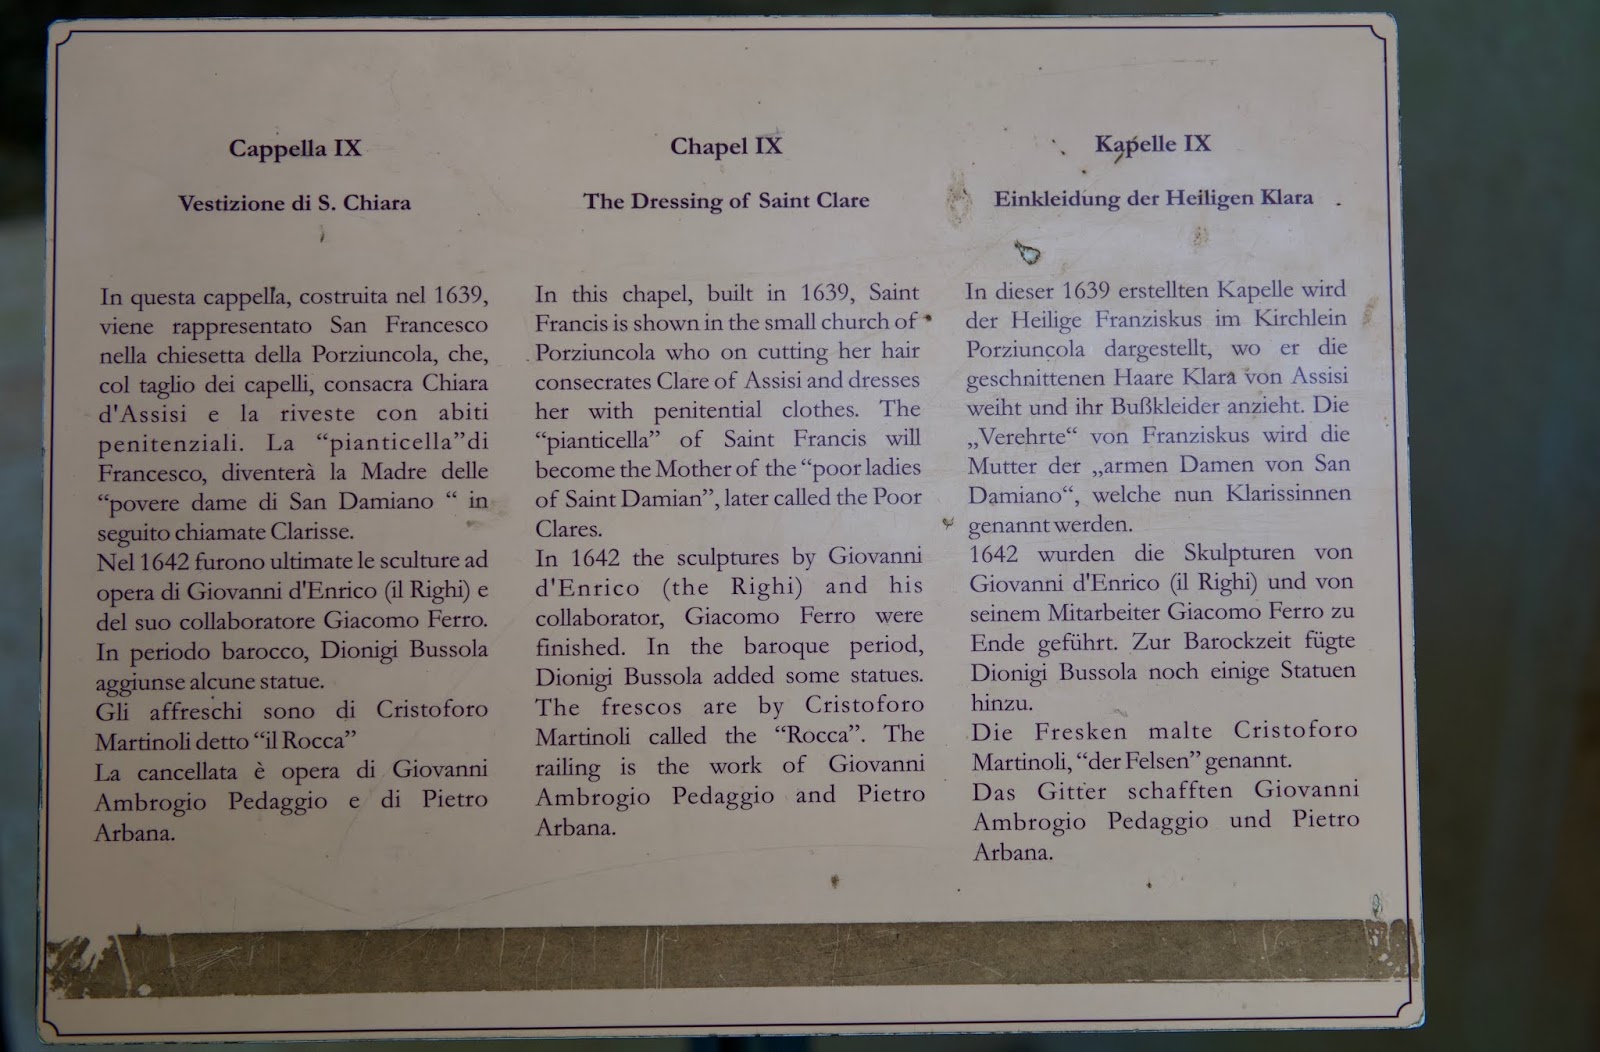 Cappella IX
Vestizione di S. Chiara
In questa cappella, costruita nel 1639,
viene rappresentato San Francesco
nella chiesetta della Porziuncola, che,
col taglio dei capelli, consacra Chiara
d'Assisi e la riveste con abiti
penitenziali. La “pianticella”di
Francesco, diventerà la Madre delle
“povere dame di San Damiano “ in
seguito chiamate Clarisse.
Nel 1642 furono ultimate le sculture ad
opera di Giovanni d'Enrico (il Righi) e
del suo collaboratore Giacomo Ferro.
In periodo barocco, Dionigi Bussola
aggiunse alcune statue.
Gli affreschi sono di Cristoforo
Martinoli detto “il Rocca”
La cancellata è opera di Giovanni
Ambrogio Pedaggio e di Pietro
Arbana.
Chapel IX
The Dressing of Saint Clare
In this chapel, built in 1639, Saint
Francis is shown in the small church of
Porziuncola who on cutting her hair
consecrates Clare of Assisi and dresses
her with penitential clothes. The
“pianticella” of Saint Francis will
become the Mother of the “poor ladies
of Saint Damian”, later called the Poor
Clares.
In 1642 the sculptures by Giovanni
d'Enrico (the Righi) and his
collaborator, Giacomo Ferro were
finished. In the baroque period,
Dionigi Bussola added some statues.
The frescos are by Cristoforo
Martinoli called the “Rocca”. The
railing is the work of Giovanni
Ambrogio Pedaggio and Pietro
Arbana.
Kapelle IX
Einkleidung der Heiligen Klara
In dieser 1639 erstellten Kapelle wird
der Heilige Franziskus im Kirchlein
Porziuncola dargestellt, wo er die
geschnittenen Haare Klara von Assisi
weiht und ihr Bußkleider anzieht. Die
„Verehrte“ von Franziskus wird die
Mutter der „armen Damen von San
Damiano“, welche nun Klarissinnen
genannt werden.
1642 wurden die Skulpturen von
Giovanni d'Enrico (il Righi) und von
seinem Mitarbeiter Giacomo Ferro zu
Ende geführt. Zur Barockzeit fügte
Dionigi Bussola noch einige Statuen
hinzu.
Die Fresken malte Cristoforo
Martinoli, “der Felsen” genannt.
Das Gitter schafften Giovanni
Ambrogio Pedaggio und Pietro
Arbana.